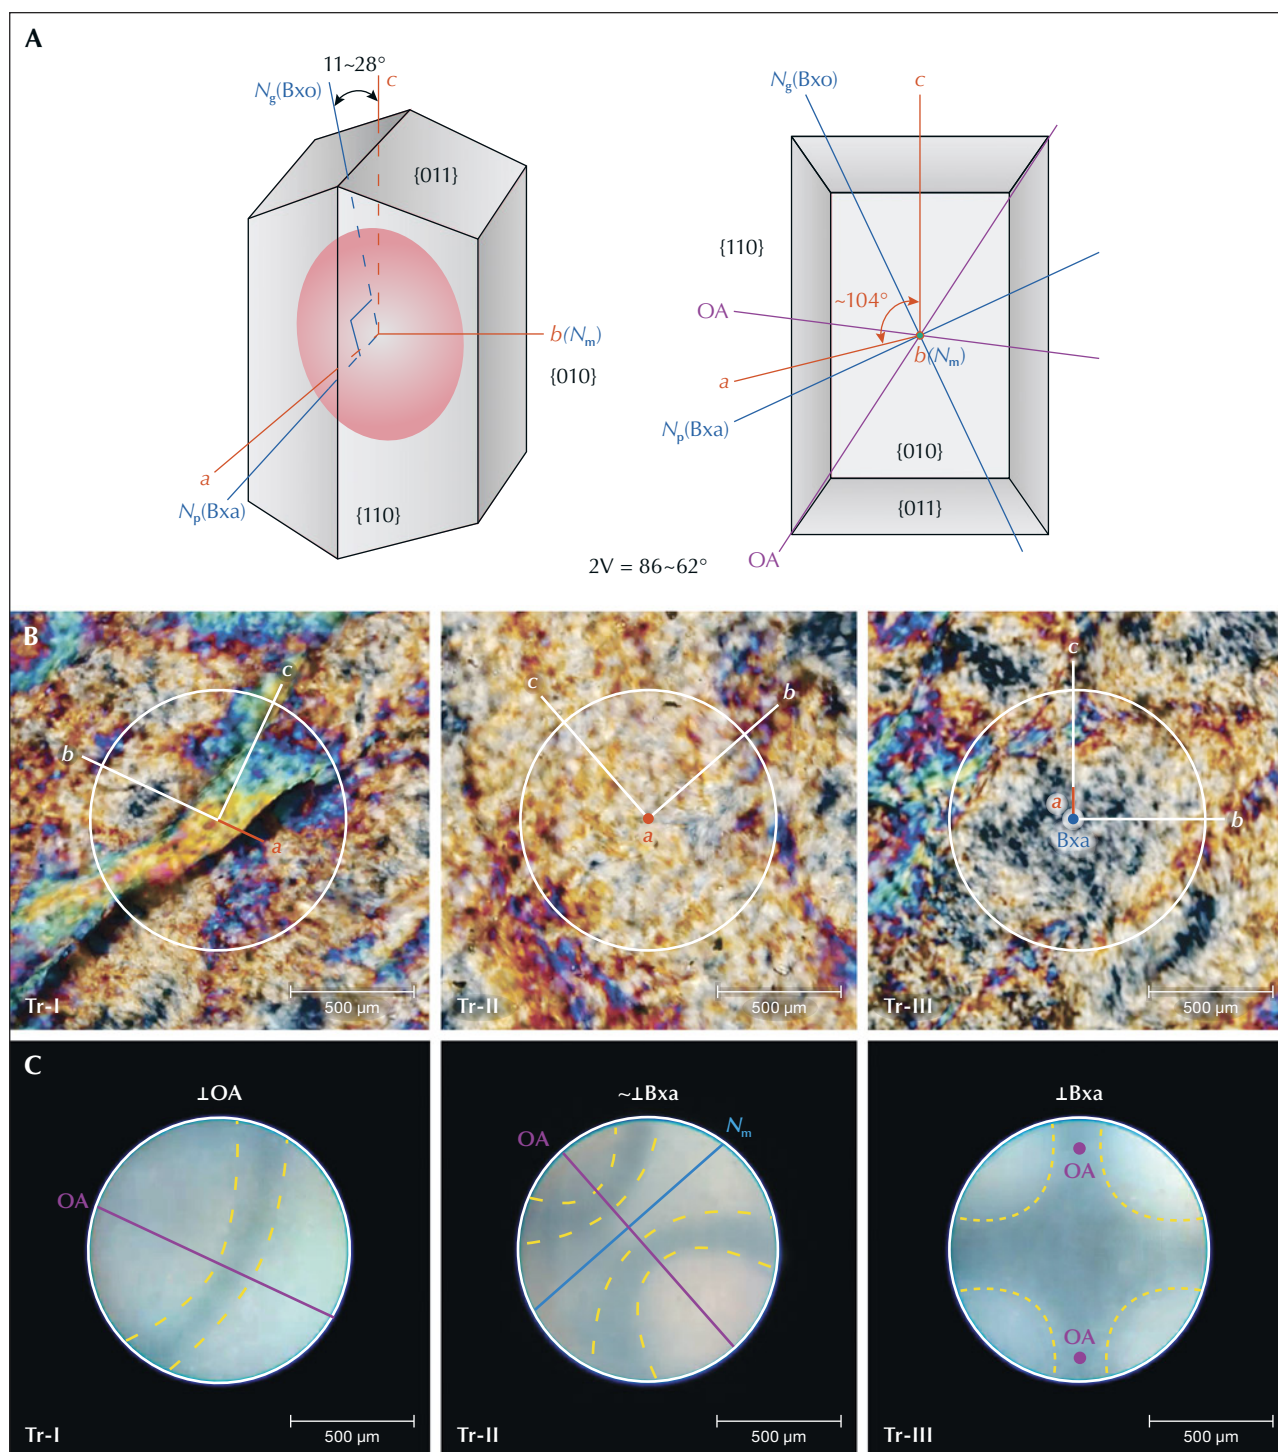 A
11~28°
c
Ng(Bxo)
{011}
b(Nm)
{010}
a
Np(Bxa)
{110}
Ng(Bxo)
c
{110}
~104°
OA
b(Nm)
a
Np(Bxa)
{010}
{011}
OA
2V = 86~62°
B
c
b
a
Tr-I
500 µm
c
b
a
Tr-II
500 µm
c
a
b
Bxa
Tr-III
500 µm
C
⊥OA
OA
Tr-I
500 µm
~⊥Bxa
OA
Nm
Tr-II
500 µm
⊥Bxa
OA
OA
Tr-III
500 µm